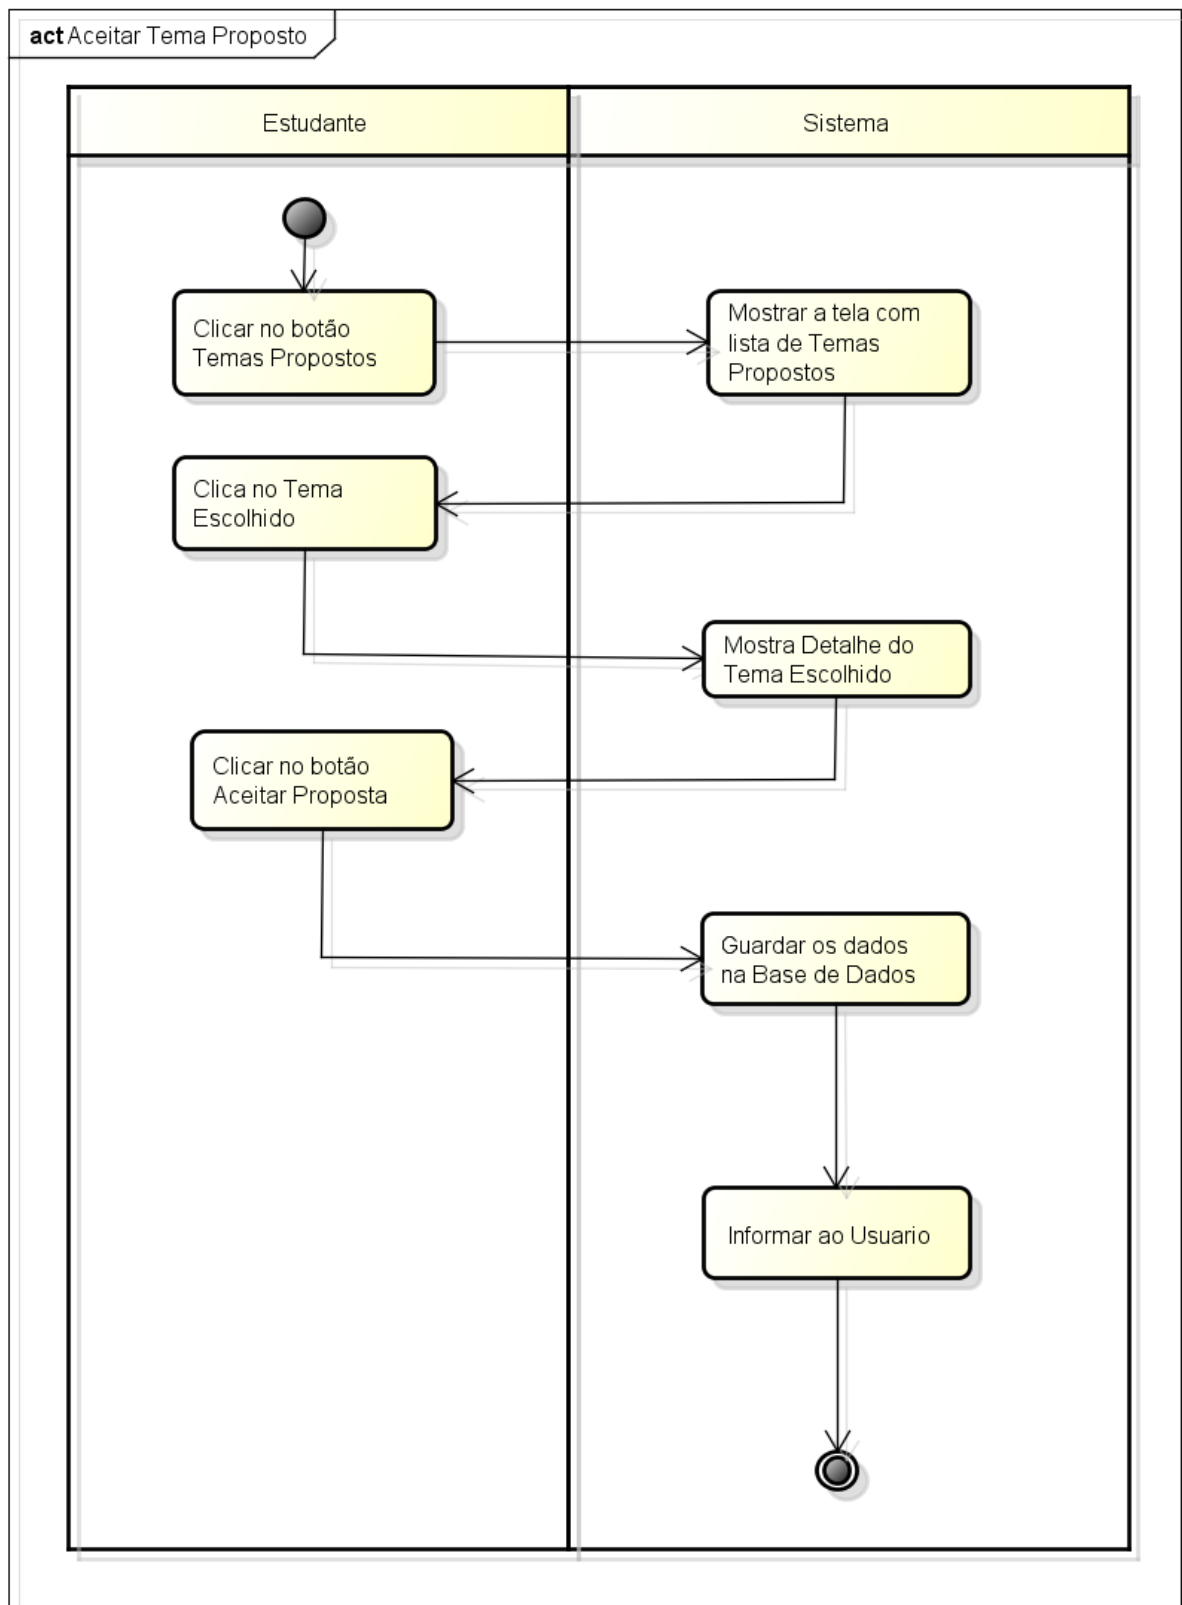 act Aceitar Tema Proposto
Estudante
Sistema
Clicar no botão
Temas Propostos
Mostrar a tela com
lista de Temas
Propostos
Clica no Tema
Escolhido
Mostra Detalhe do
Tema Escolhido
Clicar no botão
Aceitar Proposta
Guardar os dados
na Base de Dados
Informar ao Usuario